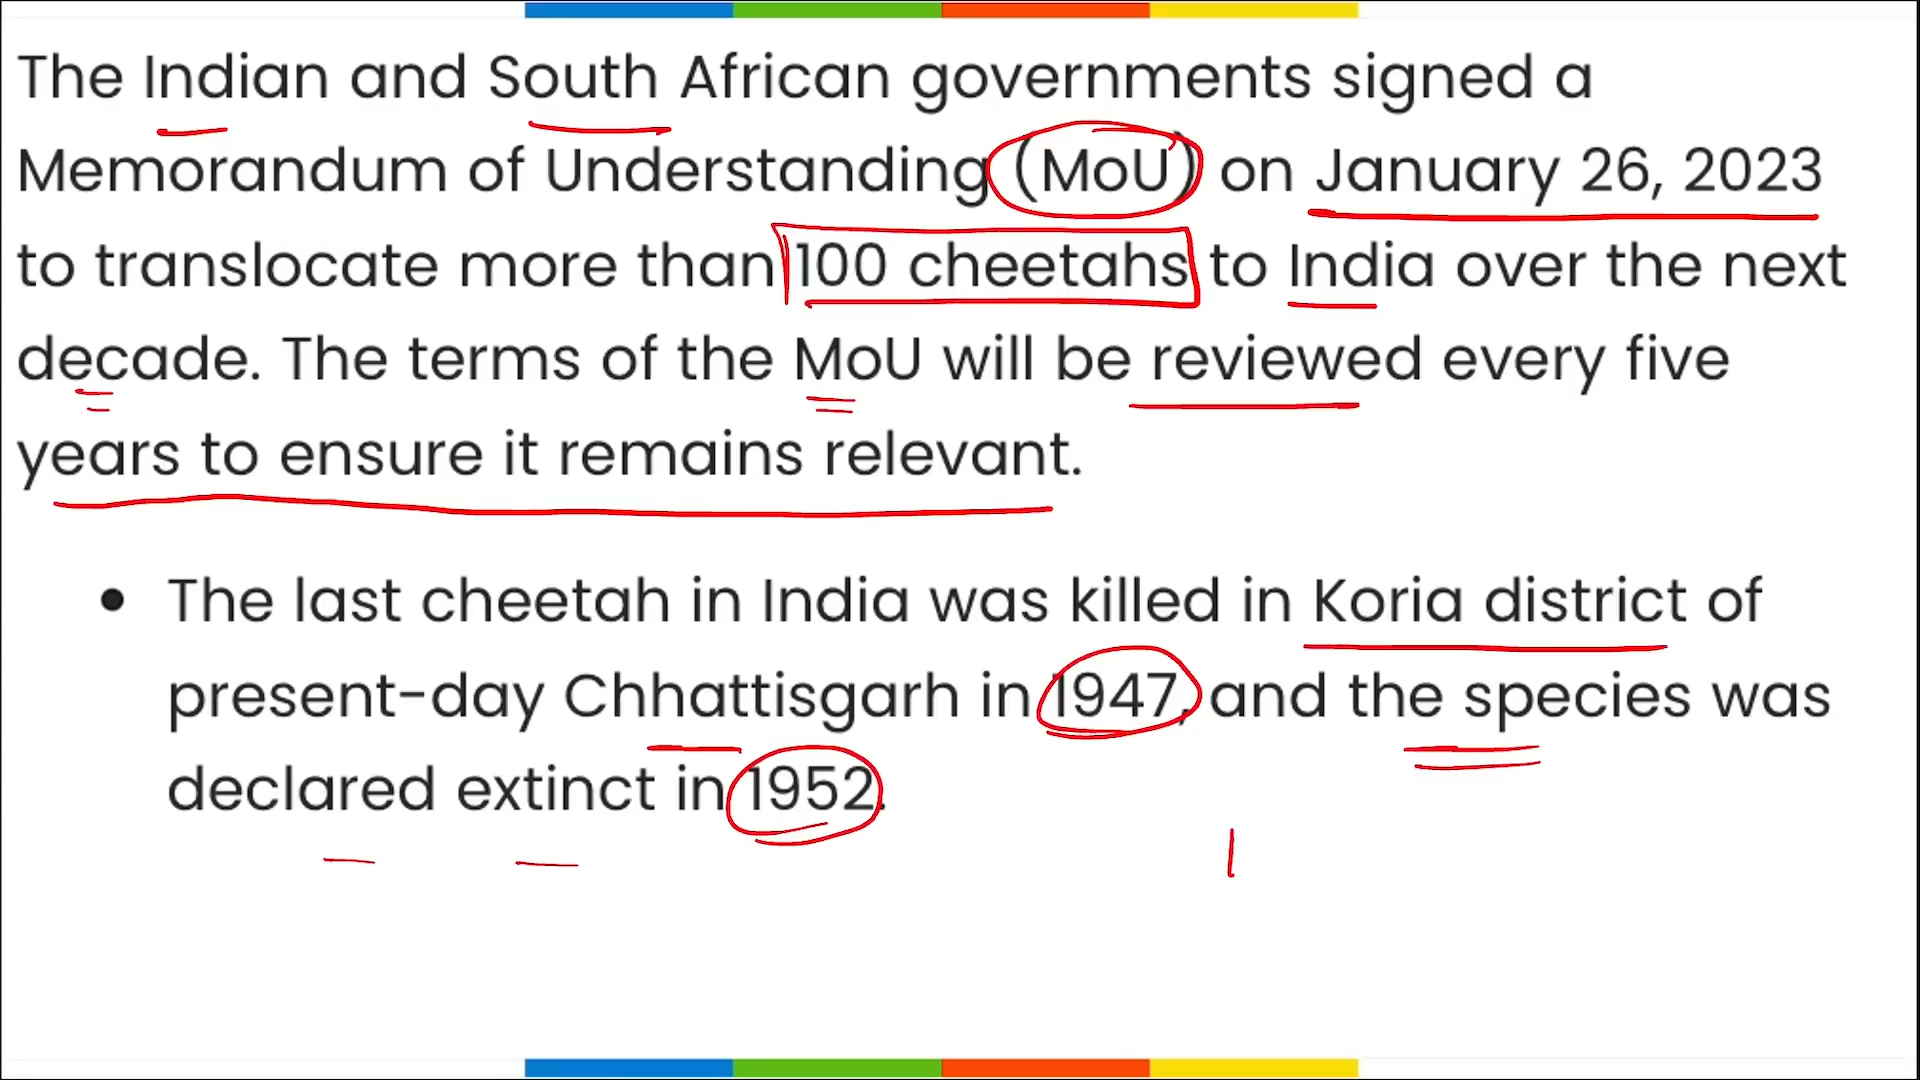 The Indian and South African governments signed a
Memorandum of Understanding (MoU) on January 26, 2023
to translocate more than 100 cheetahs to India over the next
decade. The terms of the MoU will be reviewed every five
years to ensure it remains relevant.
• The last cheetah in India was killed in Koria district of
present-day Chhattisgarh in 1947, and the species was
declared extinct in 1952.